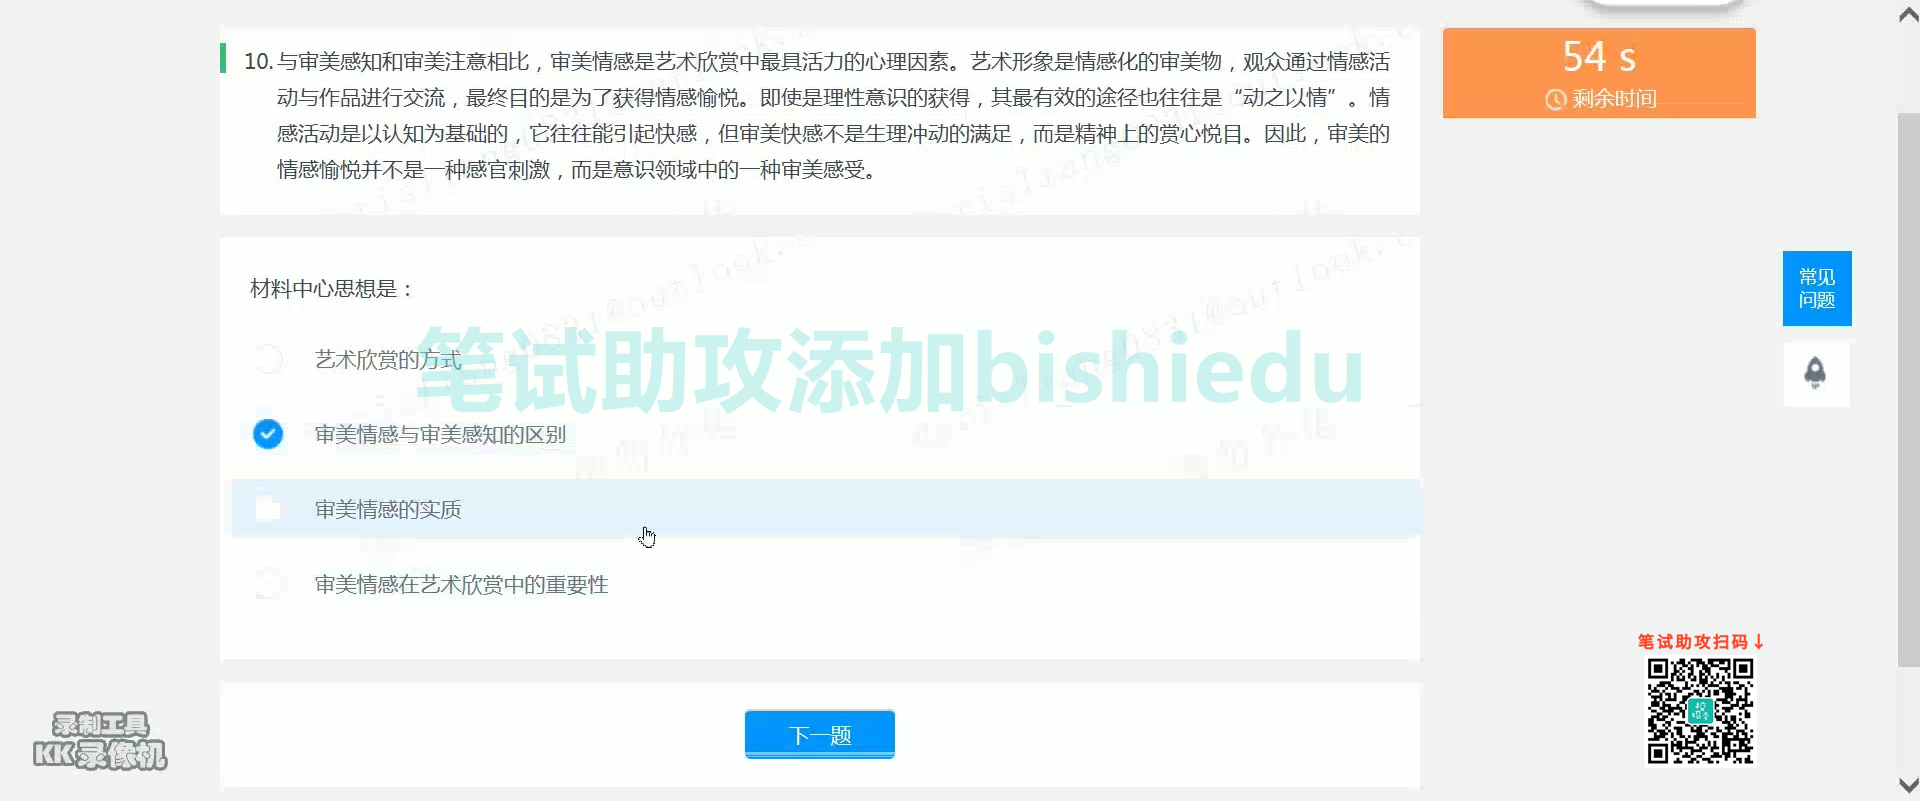 10. 与审美感知和审美注意相比，审美情感是艺术欣赏中最具活力的心理因素。艺术形象是情感化的审美物，观众通过情感活
动与作品进行交流，最终目的是为了获得情感愉悦。即使是理性意识的获得，其最有效的途径也往往是“动之以情”。情
感活动是以认知为基础的，它往往能引起快感，但审美快感不是生理冲动的满足，而是精神上的赏心悦目。因此，审美的
情感愉悦并不是一种感官刺激，而是意识领域中的一种审美感受。
54 s
剩余时间
材料中心思想是：
艺术欣赏的方式
笔试助攻添加bishiedu
审美情感与审美感知的区别
审美情感的实质
审美情感在艺术欣赏中的重要性
下一题
常见
问题
笔试助攻扫码↓
录制工具
KK录像机